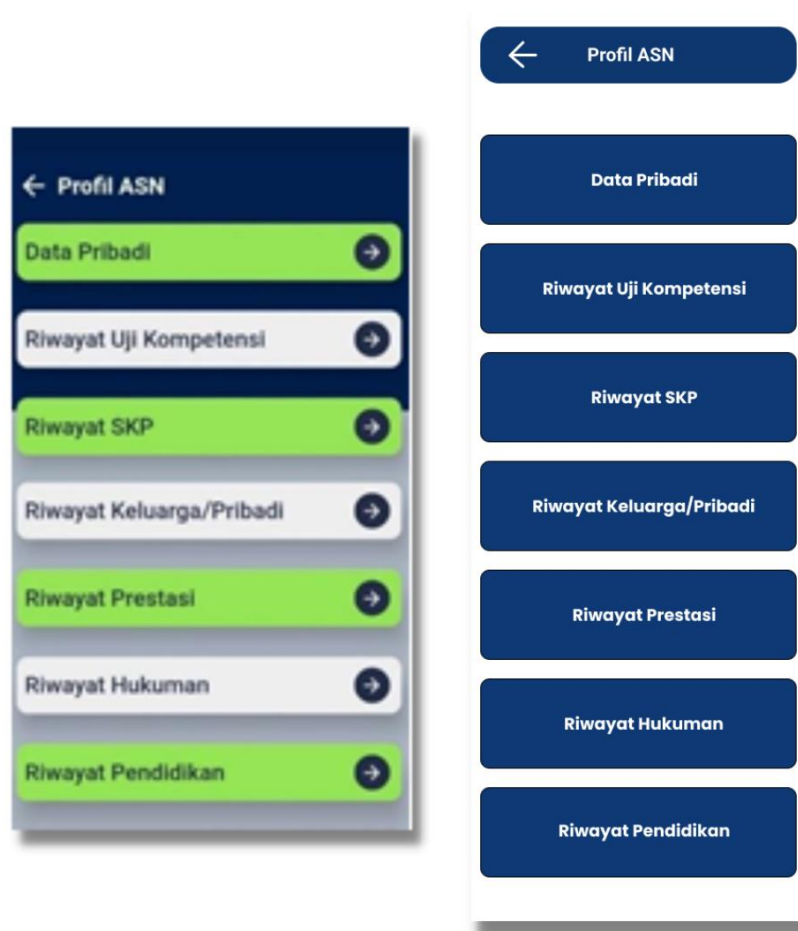 Profil ASN
Data Pribadi
Riwayat Uji Kompetensi
Riwayat SKP
Riwayat Keluarga/Pribadi
Riwayat Prestasi
Riwayat Hukuman
Riwayat Pendidikan
Profil ASN
Data Pribadi
Riwayat Uji Kompetensi
Riwayat SKP
Riwayat Keluarga/Pribadi
Riwayat Prestasi
Riwayat Hukuman
Riwayat Pendidikan